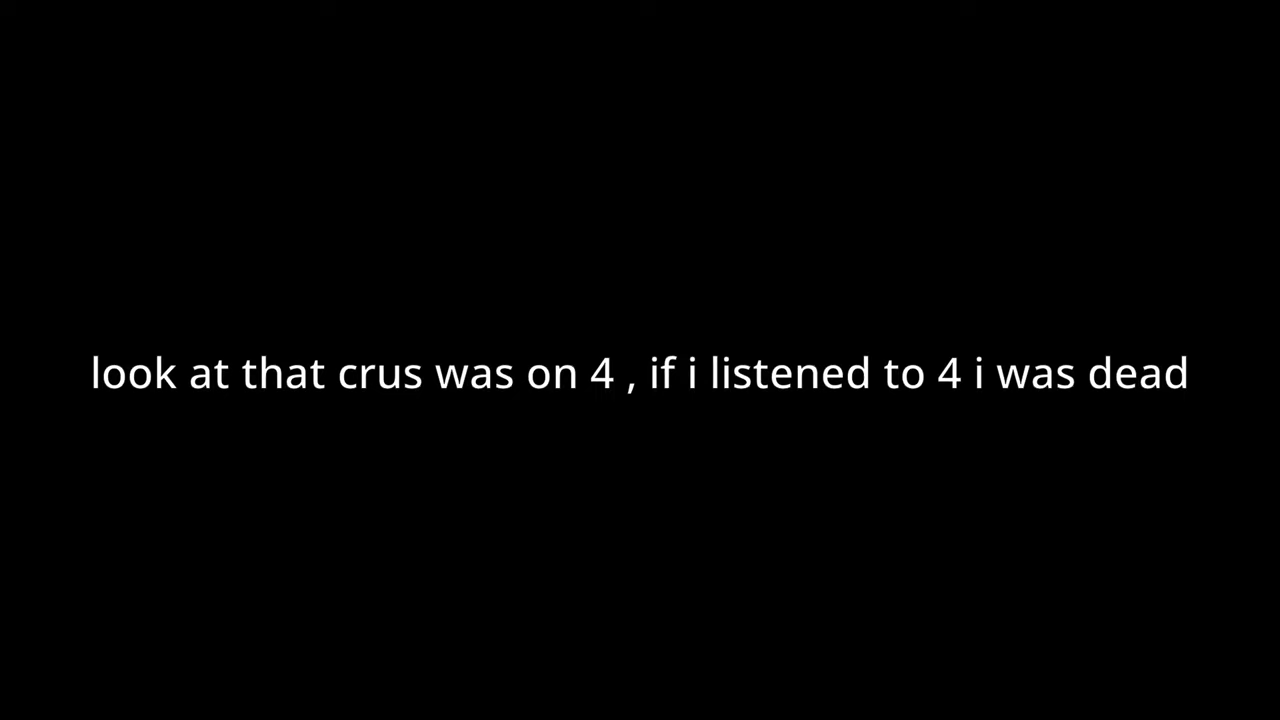 look at that crus was on 4 , if i listened to 4 i was dead